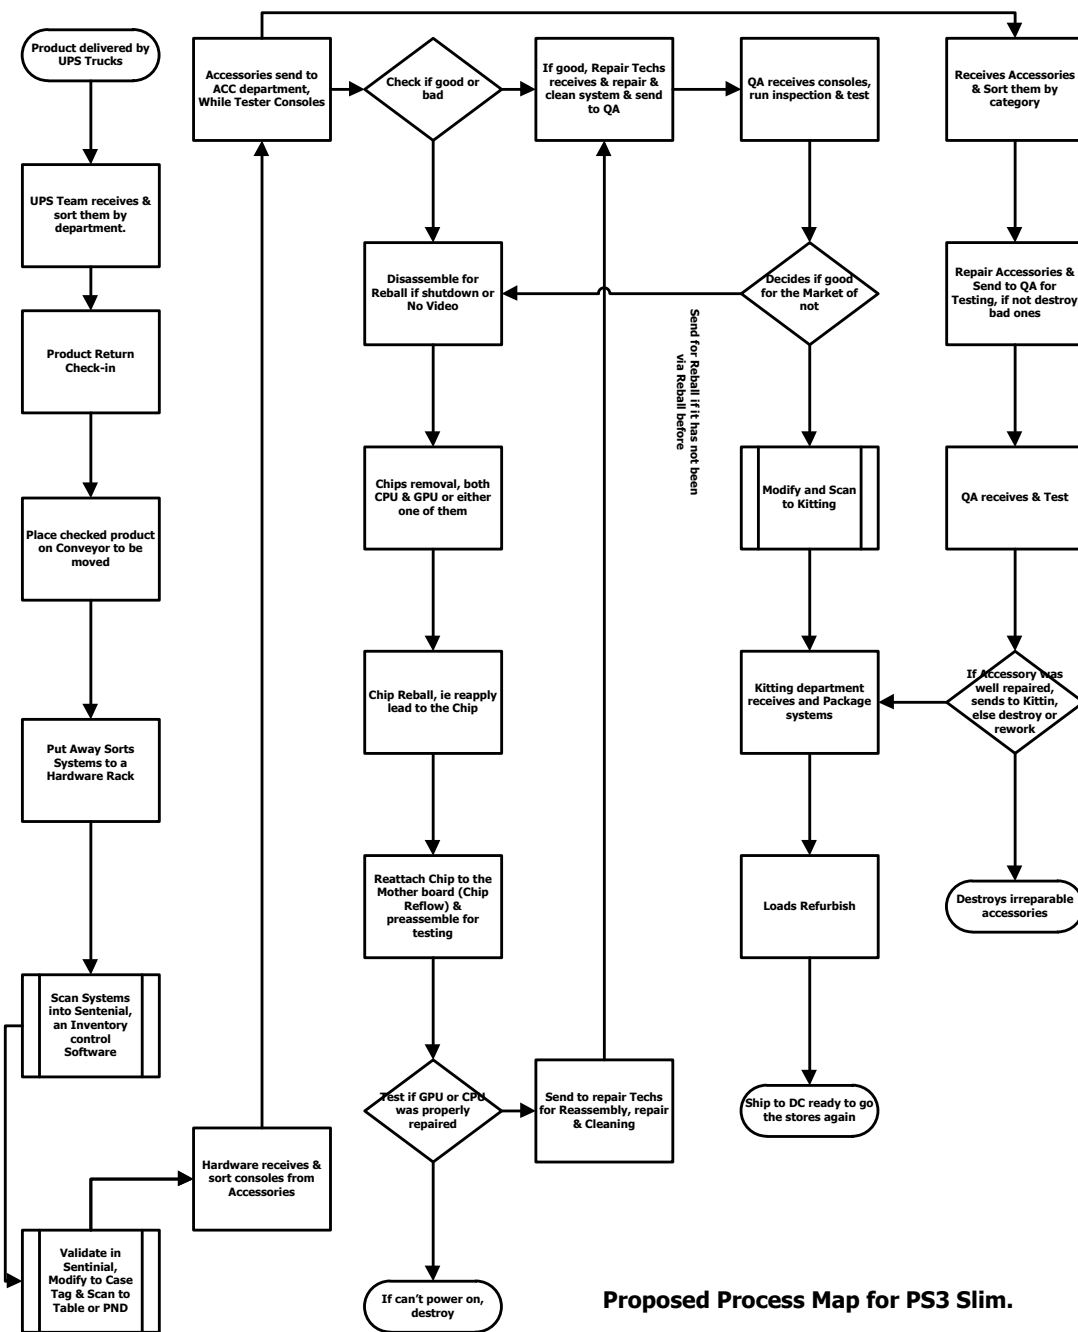 Product delivered by
UPS Trucks
UPS Team receives &
sort them by
department.
Product Return
Check-in
Place checked product
on Conveyor to be
moved
Put Away Sorts
Systems to a
Hardware Rack
Scan Systems
into Sentenial,
an Inventory
control
Software
Validate in
Sentinial,
Modify to Case
Tag & Scan to
Table or PND
Hardware receives &
sort consoles from
Accessories
Accessories send to
ACC department,
While Tester Consoles
Check if good or
bad
Disassemble for
Reball if shutdown or
No Video
Chips removal, both
CPU & GPU or either
one of them
Chip Reball, ie reapply
lead to the Chip
Reattach Chip to the
Mother board (Chip
Reflow) &
preassemble for
testing
Test if GPU or CPU
was properly
repaired
If can't power on,
destroy
If good, Repair Techs
receives & repair &
clean system & send
to QA
Send to repair Techs
for Reassembly, repair
& Cleaning
QA receives consoles,
run inspection & test
Decides if good
for the Market of
not
Send for Reball if it has not been
via Reball before
Modify and Scan
to Kitting
Kitting department
receives and Package
systems
Loads Refurbish
Ship to DC ready to go
the stores again
Receives Accessories
& Sort them by
category
Repair Accessories &
Send to QA for
Testing, if not destroy
bad ones
QA receives & Test
If Accessory was
well repaired,
sends to Kittin,
else destroy or
rework
Destroys irreparable
accessories
Proposed Process Map for PS3 Slim.